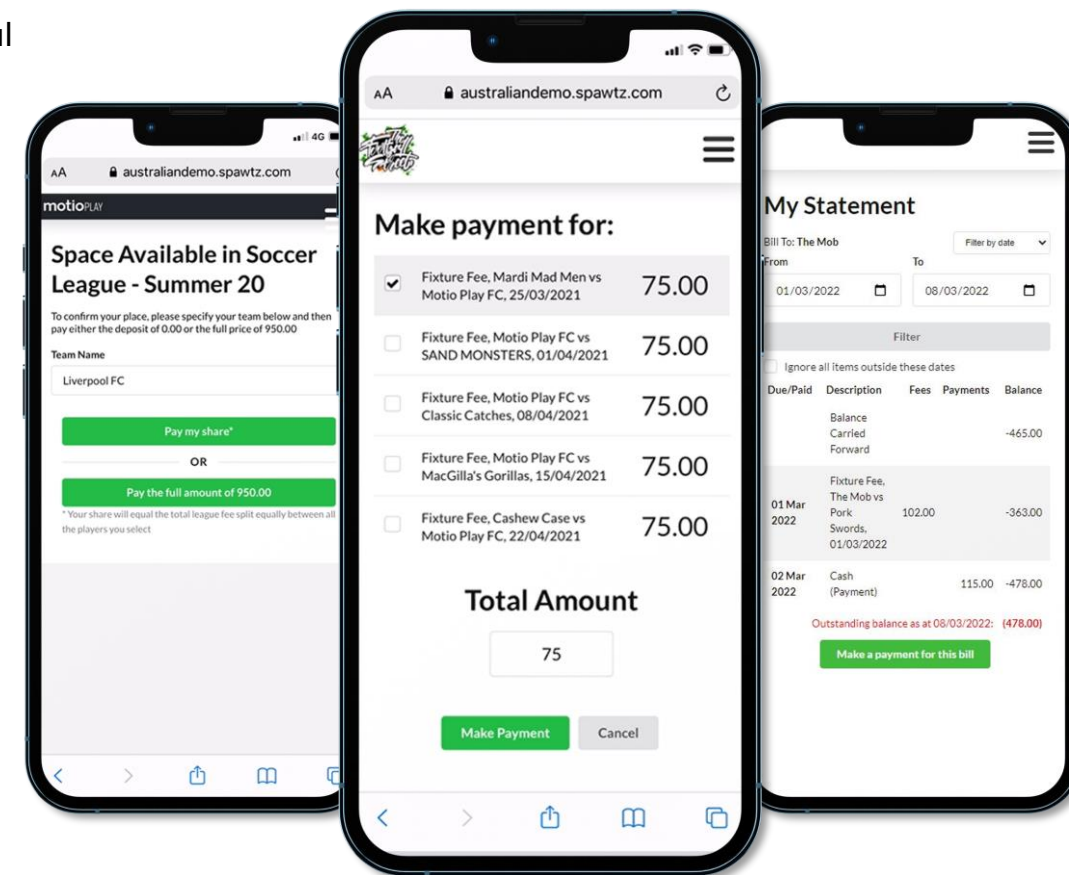 4G
AA australiandemo.spawtz.com
motioPLAY
Space Available in Soccer
League - Summer 20
To confirm your place, please specify your team below and then
pay either the deposit of 0.00 or the full price of 950.00
Team Name
Liverpool FC
Pay my share*
OR
Pay the full amount of 950.00
* Your share will equal the total league fee split equally between all
the players you select
AA australiandemo.spawtz.com
Make payment for:
Fixture Fee, Mardi Mad Men vs
Motio Play FC, 25/03/2021 75.00
Fixture Fee, Motio Play FC vs
SAND MONSTERS, 01/04/2021 75.00
Fixture Fee, Motio Play FC vs
Classic Catches, 08/04/2021 75.00
Fixture Fee, Motio Play FC vs
MacGilla's Gorillas, 15/04/2021 75.00
Fixture Fee, Cashew Case vs
Motio Play FC, 22/04/2021 75.00
Total Amount
75
Make Payment Cancel
My Statement
Bill To: The Mob Filter by date
From To
01/03/2022 08/03/2022
Filter
Ignore all items outside these dates
Due/Paid Description Fees Payments Balance
Balance
Carried -465.00
Forward
Fixture Fee,
The Mob vs
01 Mar Pork 102.00 -363.00
2022 Swords,
01/03/2022
02 Mar Cash 115.00 -478.00
2022 (Payment)
Outstanding balance as at 08/03/2022: (478.00)
Make a payment for this bill